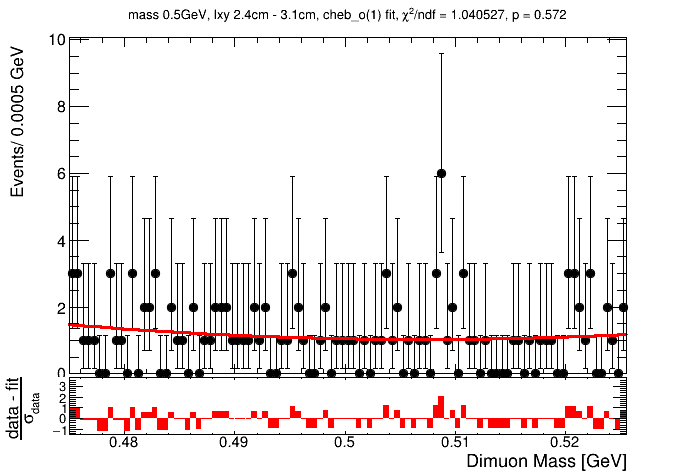 mass 0.5GeV, lxy 2.4cm - 3.1cm, cheb_o(1) fit, χ²/ndf = 1.040527, p = 0.572
Events/ 0.0005 GeV
10
8
6
4
2
0
data - fit
σ_data
3
2
1
0
−1
0.48 0.49 0.5 0.51 0.52
Dimuon Mass [GeV]